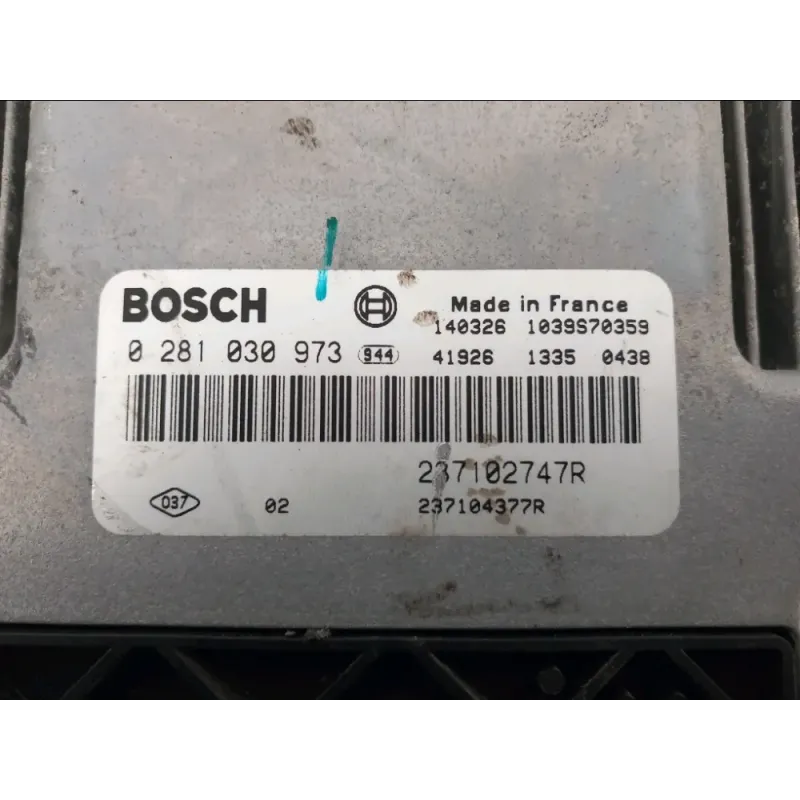 BOSCH Made in France
140326 1039S70359
0 281 030 973 944 41926 1335 0438
237102747R
037 02 237104377R